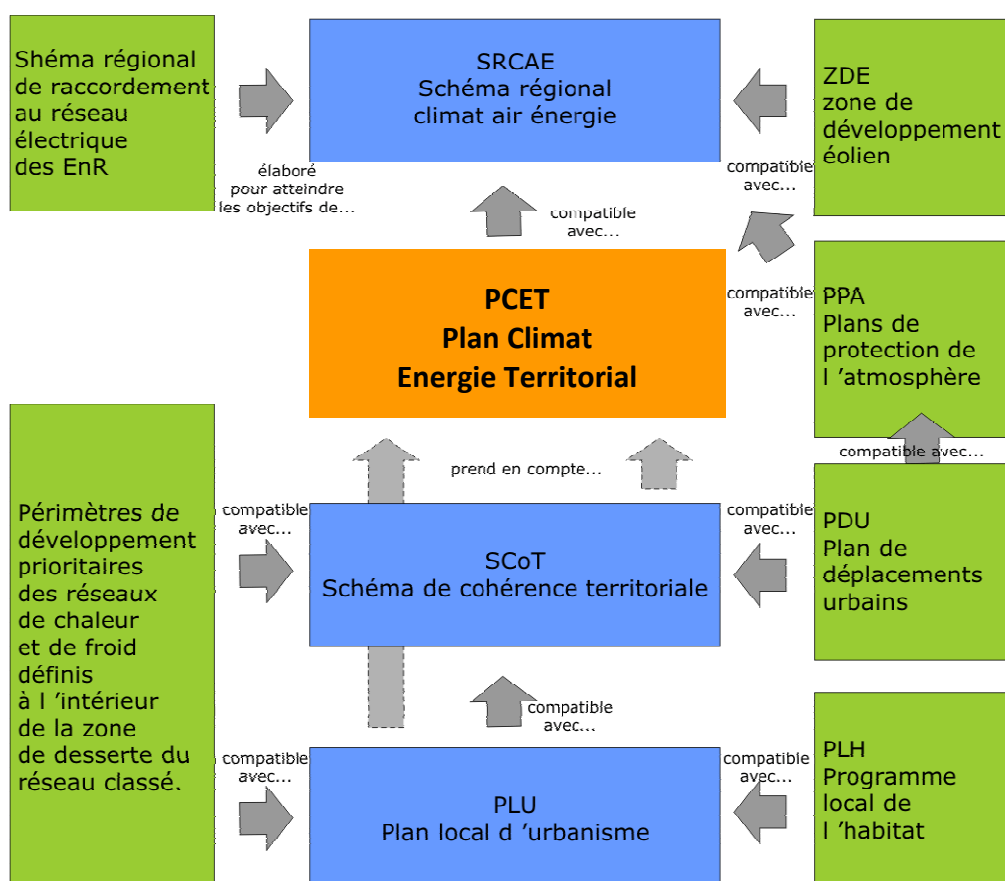 Shéma régional
de raccordement
au réseau
électrique
des EnR
SRCAE
Schéma régional
climat air énergie
ZDE
zone de
développement
éolien
élaboré
pour atteindre
les objectifs de...
compatible
avec...
compatible
avec...
PCET
Plan Climat
Energie Territorial
compatible
avec...
PPA
Plans de
protection de
l ’atmosphère
prend en compte...
compatible avec...
Périmètres de
développement
prioritaires
des réseaux
de chaleur
et de froid
définis
à l ’intérieur
de la zone
de desserte du
réseau classé.
compatible
avec...
SCoT
Schéma de cohérence territoriale
compatible
avec...
PDU
Plan de
déplacements
urbains
compatible
avec...
compatible
avec...
PLU
Plan local d ’urbanisme
compatible
avec...
PLH
Programme
local de
l ’habitat